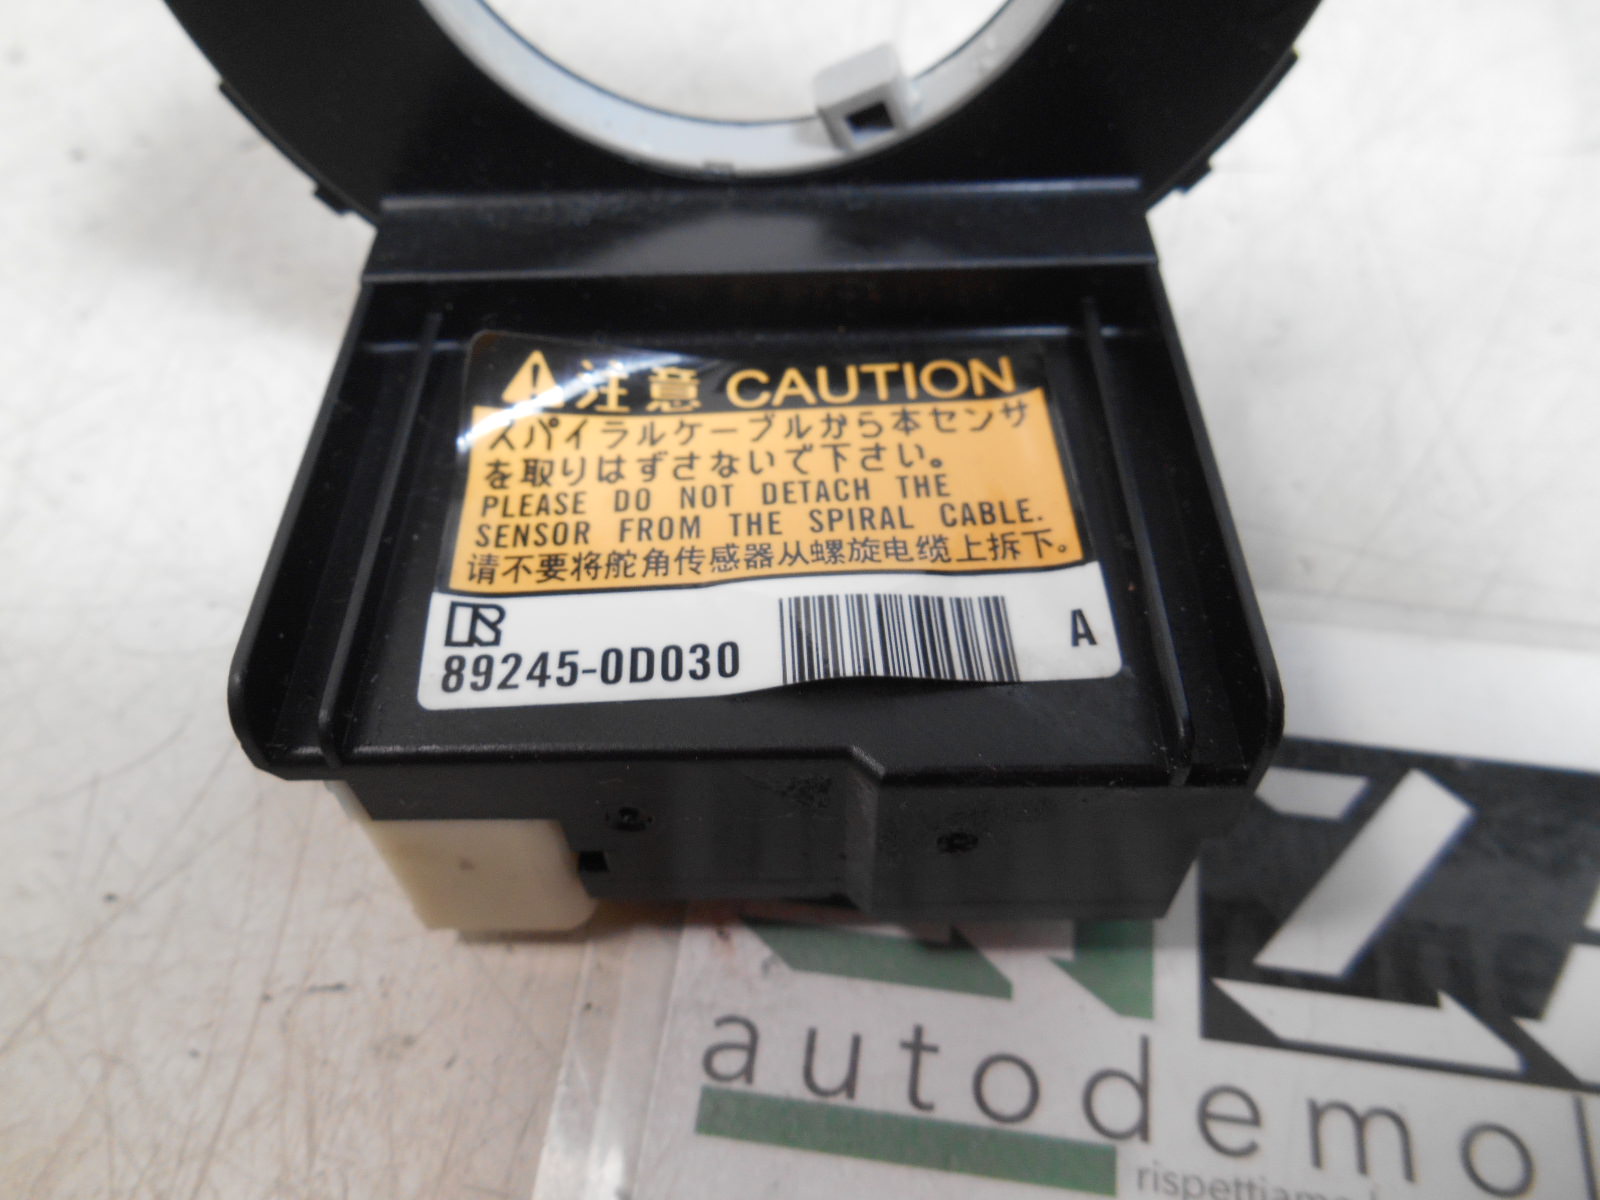 注意 CAUTION
スパイラルケーブルから本センサ
を取りはずさないで下さい。
PLEASE DO NOT DETACH THE
SENSOR FROM THE SPIRAL CABLE.
请不要将舵角传感器从螺旋电缆上拆下。
89245-0D030
A
autodemol
rispettiam